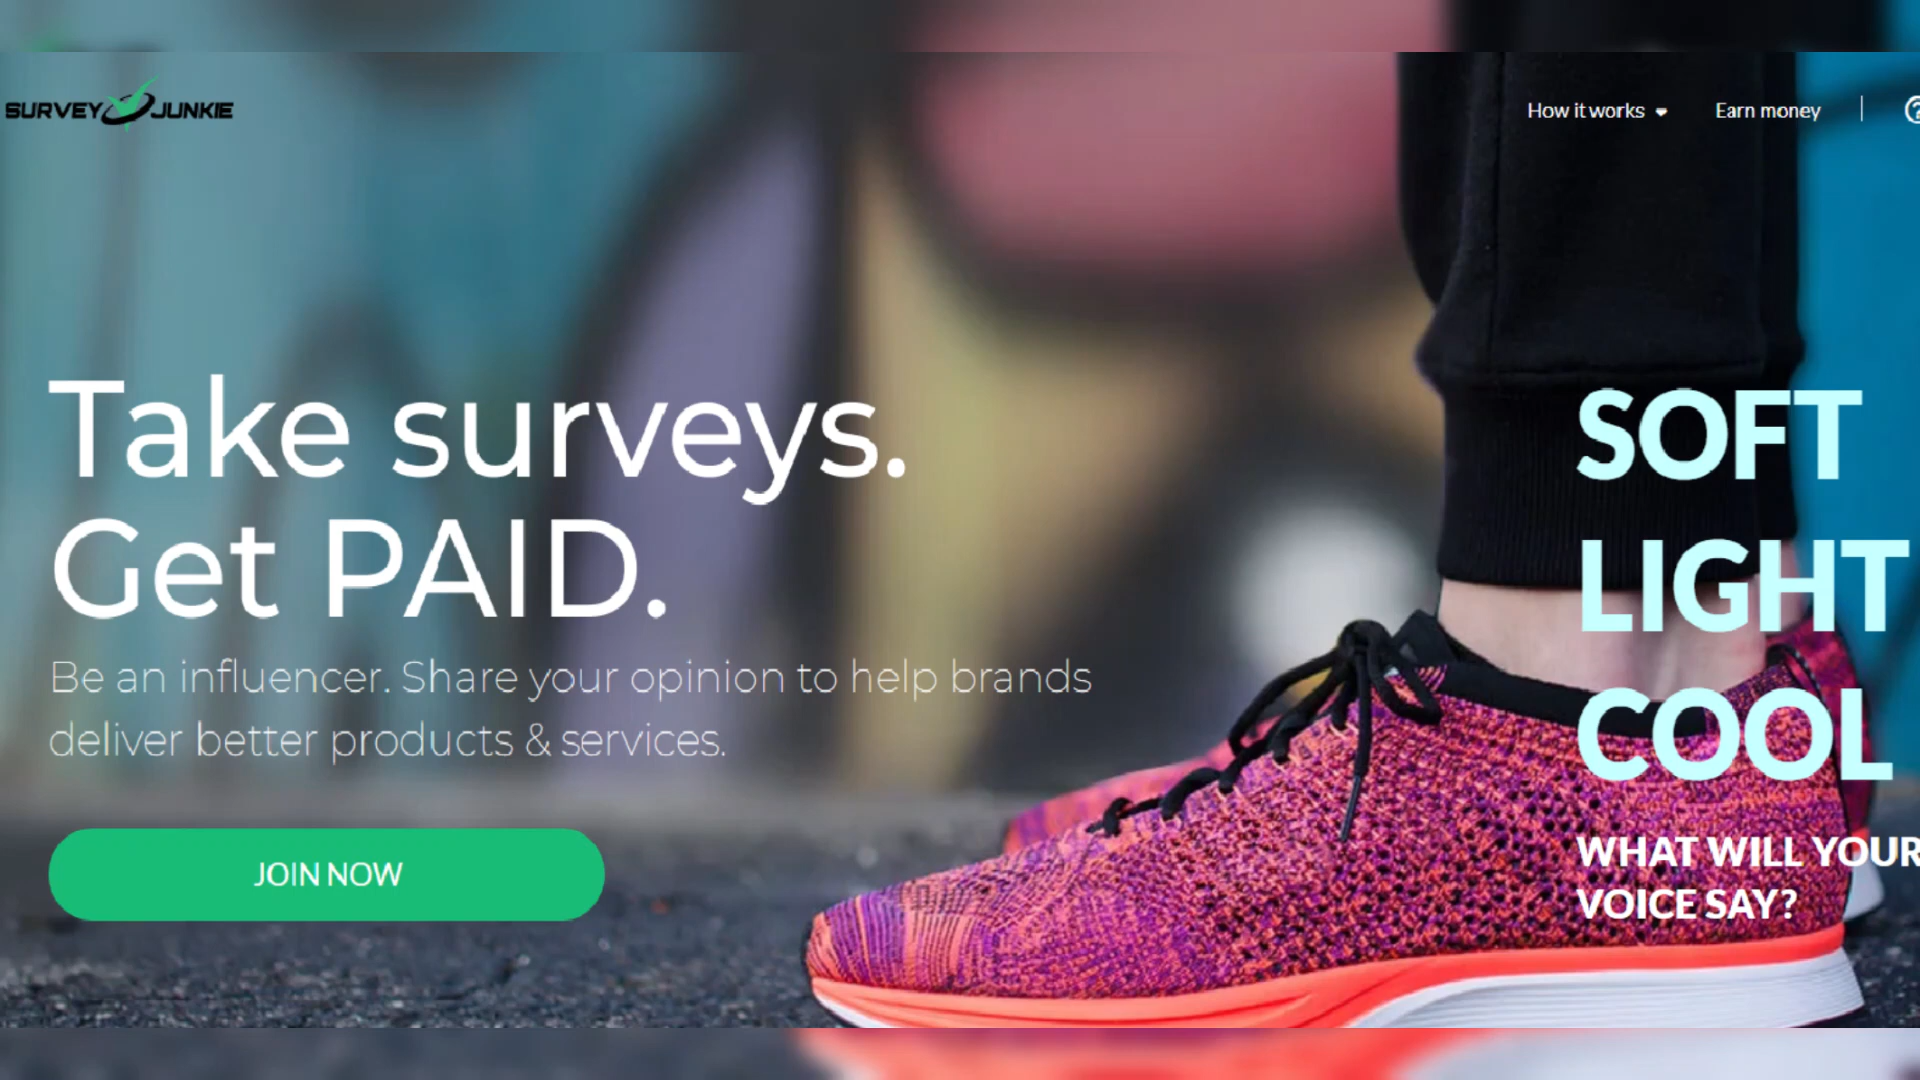 SURVEY JUNKIE
How it works
Earn money
Take surveys.
Get PAID.
Be an influencer. Share your opinion to help brands
deliver better products & services.
JOIN NOW
SOFT
LIGHT
COOL
WHAT WILL YOUR
VOICE SAY?